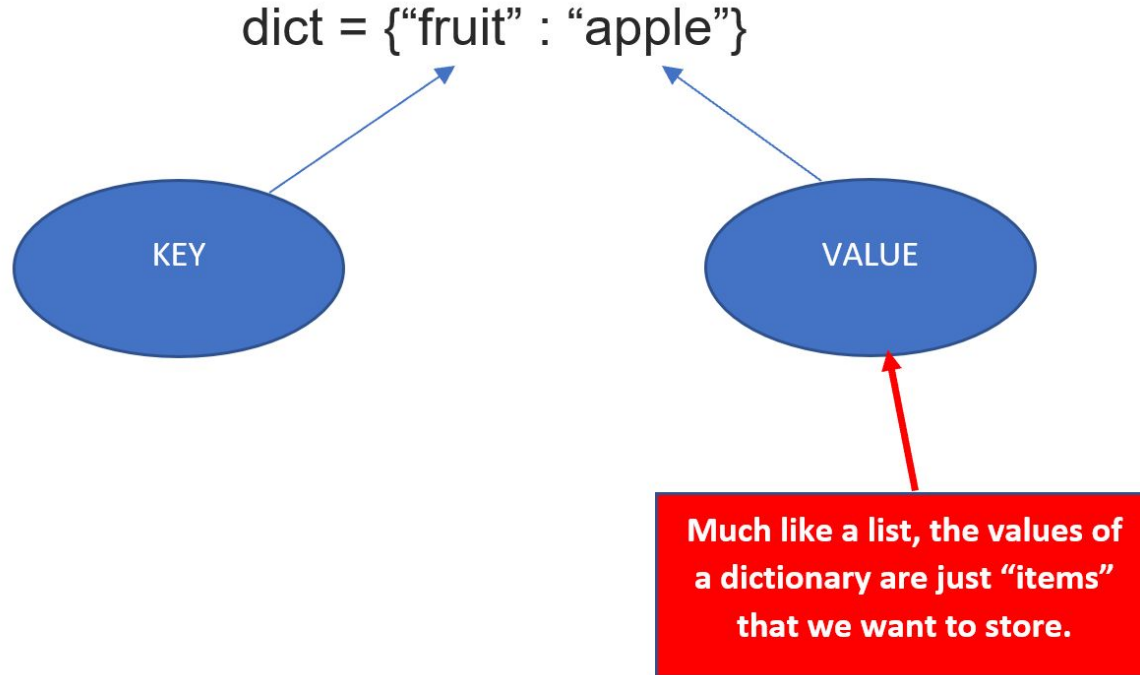 dict = {“fruit” : “apple”}
KEY
VALUE
Much like a list, the values of
a dictionary are just “items”
that we want to store.